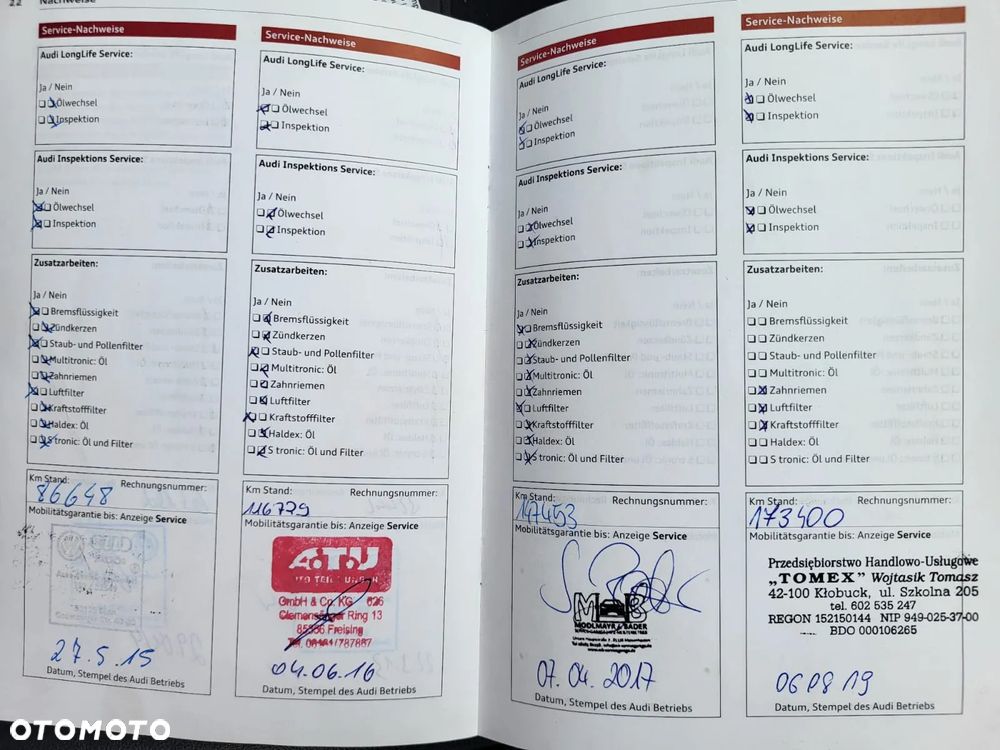 22 Nachweise
Service-Nachweise
Audi LongLife Service:
Ja / Nein
Ölwechsel
Inspektion
Audi Inspektions Service:
Ja / Nein
Ölwechsel
Inspektion
Zusatzarbeiten:
Ja / Nein
Bremsflüssigkeit
Zündkerzen
Staub- und Pollenfilter
Multitronic: Öl
Zahnriemen
Luftfilter
Kraftstofffilter
Haldex: Öl
S tronic: Öl und Filter
Km Stand: Rechnungsnummer:
86648
Mobilitätsgarantie bis: Anzeige Service
27.5.15
Datum, Stempel des Audi Betriebs
Service-Nachweise
Audi LongLife Service:
Ja / Nein
Ölwechsel
Inspektion
Audi Inspektions Service:
Ja / Nein
Ölwechsel
Inspektion
Zusatzarbeiten:
Ja / Nein
Bremsflüssigkeit
Zündkerzen
Staub- und Pollenfilter
Multitronic: Öl
Zahnriemen
Luftfilter
Kraftstofffilter
Haldex: Öl
S tronic: Öl und Filter
Km Stand: Rechnungsnummer:
116729
Mobilitätsgarantie bis: Anzeige Service
A.T.U
GmbH & Co. KG 026
Clemensänger Ring 13
85356 Freising
Tel. 08161/787887
04.06.16
Datum, Stempel des Audi Betriebs
Service-Nachweise
Audi LongLife Service:
Ja / Nein
Ölwechsel
Inspektion
Audi Inspektions Service:
Ja / Nein
Ölwechsel
Inspektion
Zusatzarbeiten:
Ja / Nein
Bremsflüssigkeit
Zündkerzen
Staub- und Pollenfilter
Multitronic: Öl
Zahnriemen
Luftfilter
Kraftstofffilter
Haldex: Öl
S tronic: Öl und Filter
Km Stand: Rechnungsnummer:
147453
Mobilitätsgarantie bis: Anzeige Service
M B
MODLMAYR BADER
07.04.2017
Datum, Stempel des Audi Betriebs
Service-Nachweise
Audi LongLife Service:
Ja / Nein
Ölwechsel
Inspektion
Audi Inspektions Service:
Ja / Nein
Ölwechsel
Inspektion
Zusatzarbeiten:
Ja / Nein
Bremsflüssigkeit
Zündkerzen
Staub- und Pollenfilter
Multitronic: Öl
Zahnriemen
Luftfilter
Kraftstofffilter
Haldex: Öl
S tronic: Öl und Filter
Km Stand: Rechnungsnummer:
173400
Mobilitätsgarantie bis: Anzeige Service
Przedsiębiorstwo Handlowo-Usługowe
„TOMEX" Wojtasik Tomasz
42-100 Kłobuck, ul. Szkolna 205
tel. 602 535 247
REGON 152150144 NIP 949-025-37-00
BDO 000106265
06 08 19
Datum, Stempel des Audi Betriebs
OTOMOTO